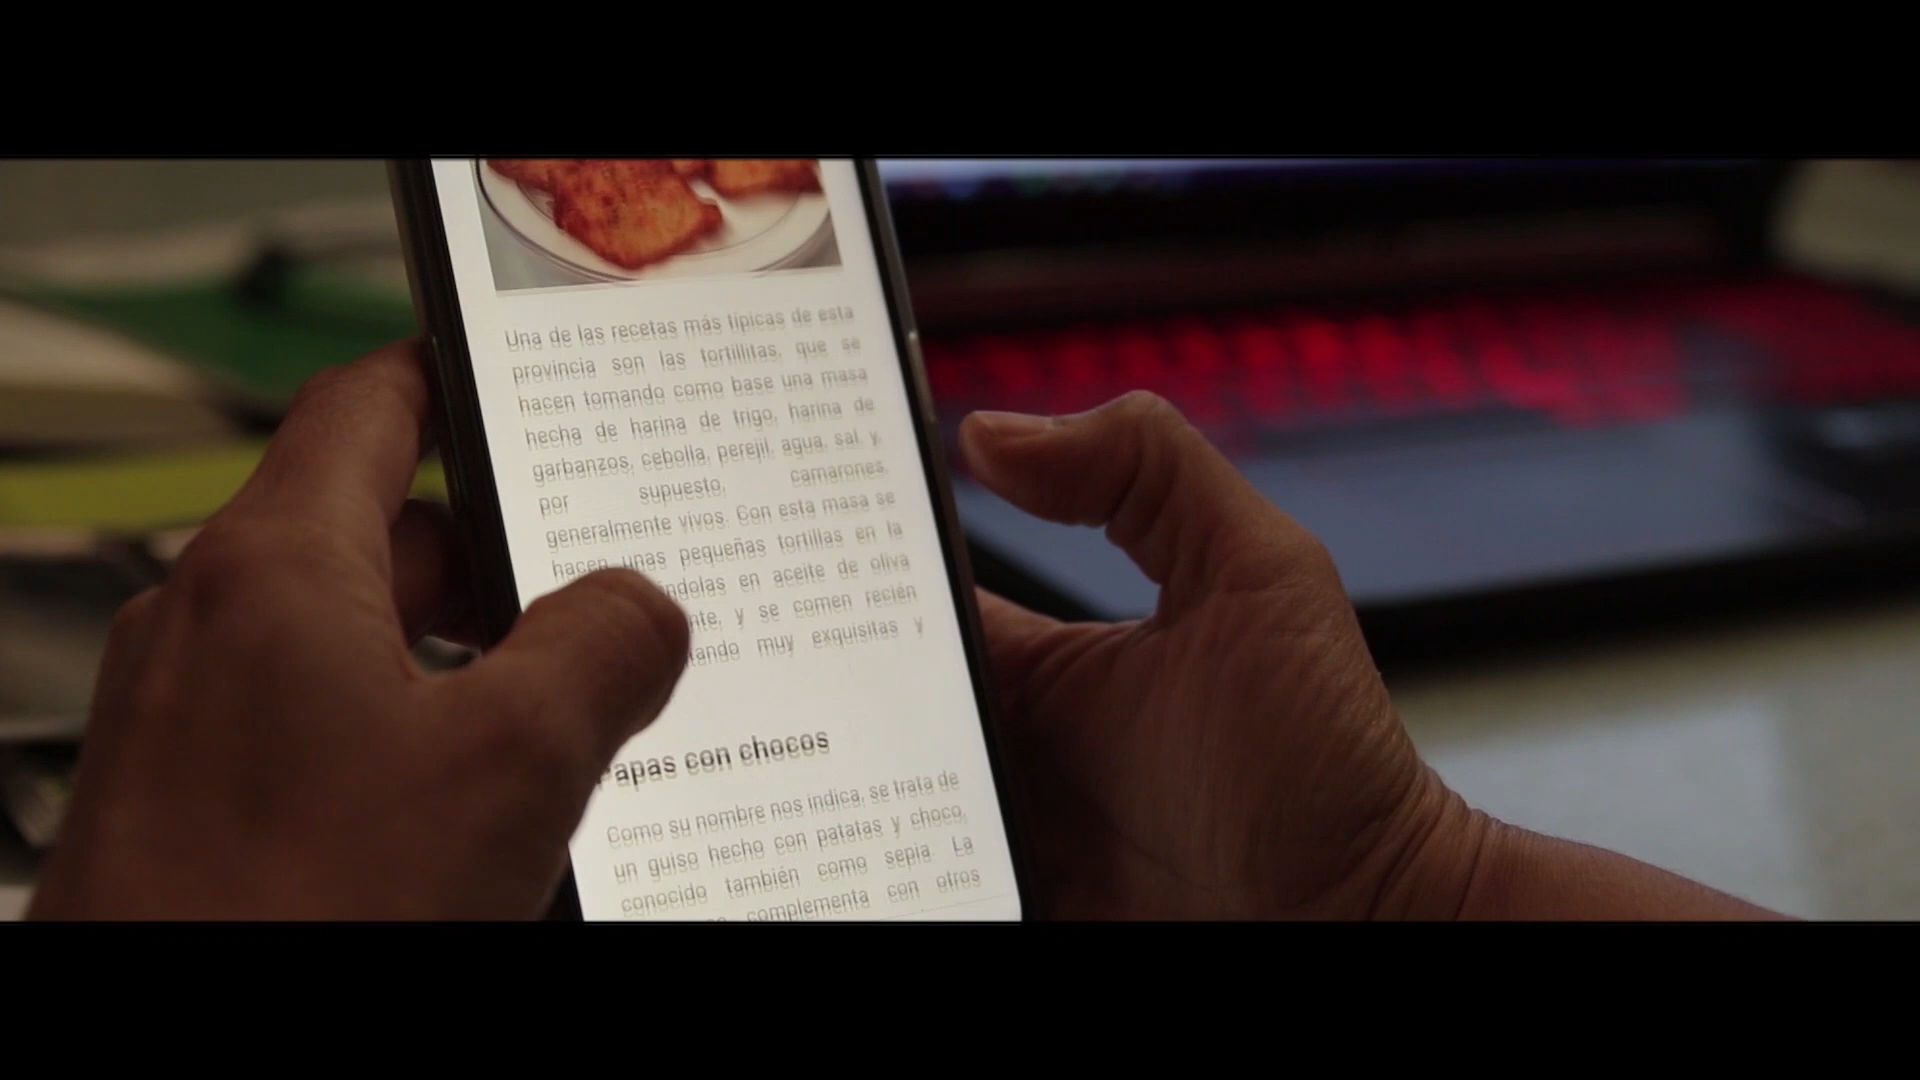 Una de las recetas más típicas de esta
provincia son las tortillitas, que se
hacen tomando como base una masa
hecha de harina de trigo, harina de
garbanzos, cebolla, perejil, agua, sal, y
por supuesto, camarones,
generalmente vivos. Con esta masa se
hacen unas pequeñas tortillas en la
ndolas en aceite de oliva
nte, y se comen recién
tando muy exquisitas y
Papas con chocos
Como su nombre nos indica, se trata de
un guiso hecho con patatas y choco,
conocido también como sepia. La
complementa con otros